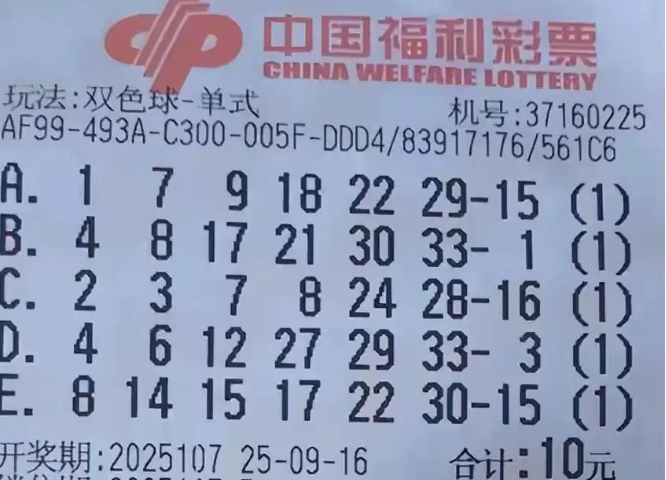 中国福利彩票
CHINA WELFARE LOTTERY
玩法:双色球-单式 机号:37160225
AF99-493A-C300-005F-DDD4/83917176/561C6
A. 1 7 9 18 22 29-15 (1)
B. 4 8 17 21 30 33- 1 (1)
C. 2 3 7 8 24 28-16 (1)
D. 4 6 12 27 29 33- 3 (1)
E. 8 14 15 17 22 30-15 (1)
开奖期:2025107 25-09-16 合计:10元